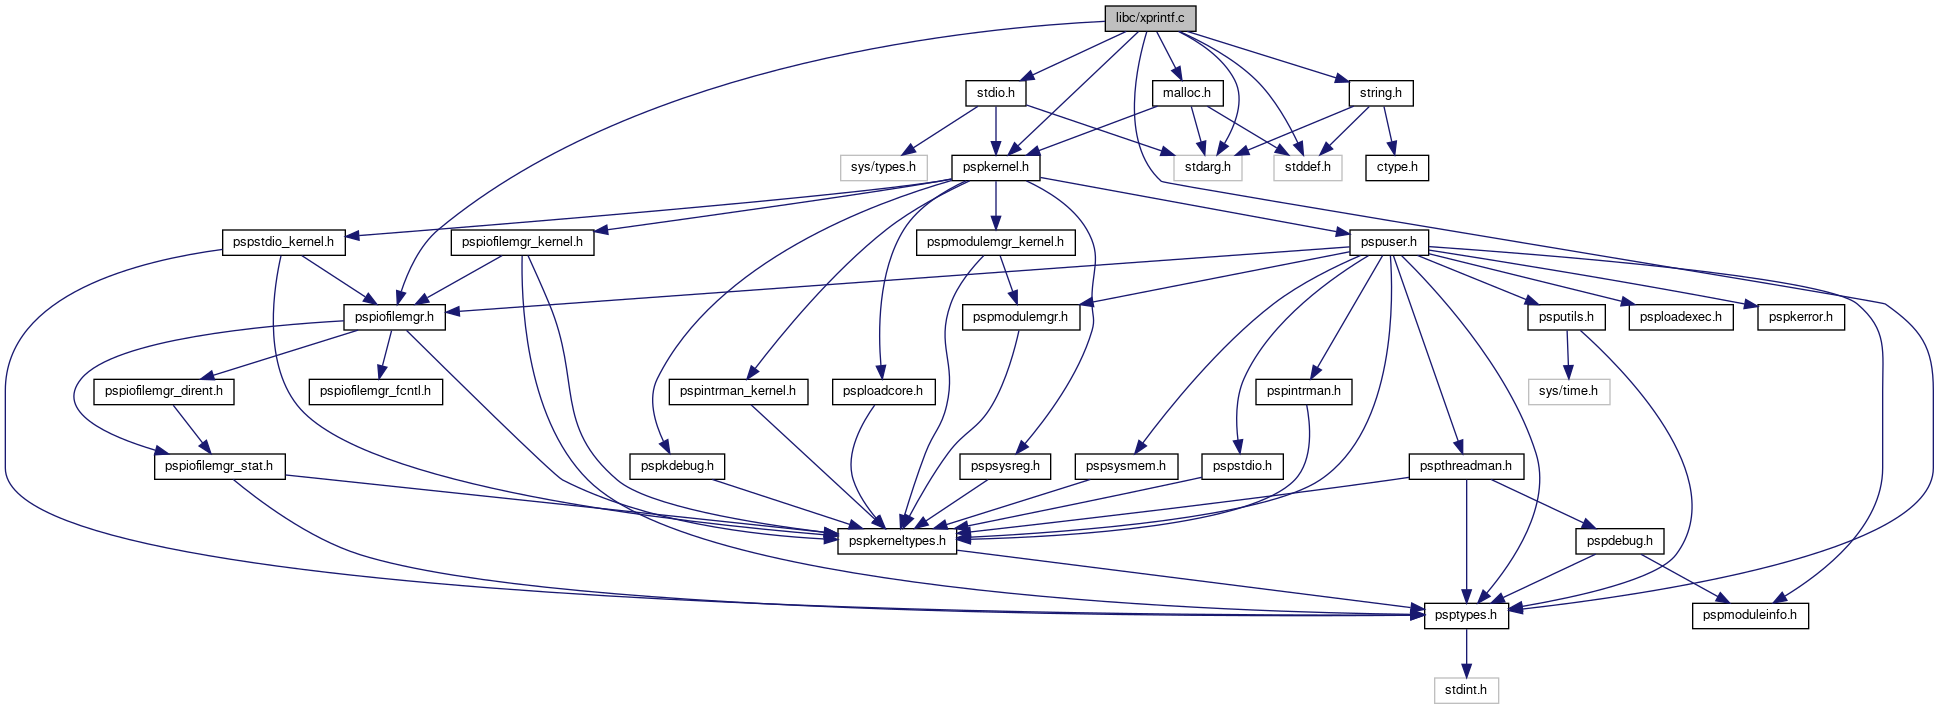 libc/xprintf.c
stdio.h
malloc.h
string.h
sys/types.h
pspkernel.h
stdarg.h
stddef.h
ctype.h
pspstdio_kernel.h
pspiofilemgr_kernel.h
pspmodulemgr_kernel.h
pspuser.h
pspiofilemgr.h
pspmodulemgr.h
psputils.h
psploadexec.h
pspkerror.h
pspiofilemgr_dirent.h
pspiofilemgr_fcntl.h
pspintrman_kernel.h
psploadcore.h
pspintrman.h
sys/time.h
pspiofilemgr_stat.h
pspkdebug.h
pspsysreg.h
pspsysmem.h
pspstdio.h
pspthreadman.h
pspkerneltypes.h
pspdebug.h
psptypes.h
pspmoduleinfo.h
stdint.h